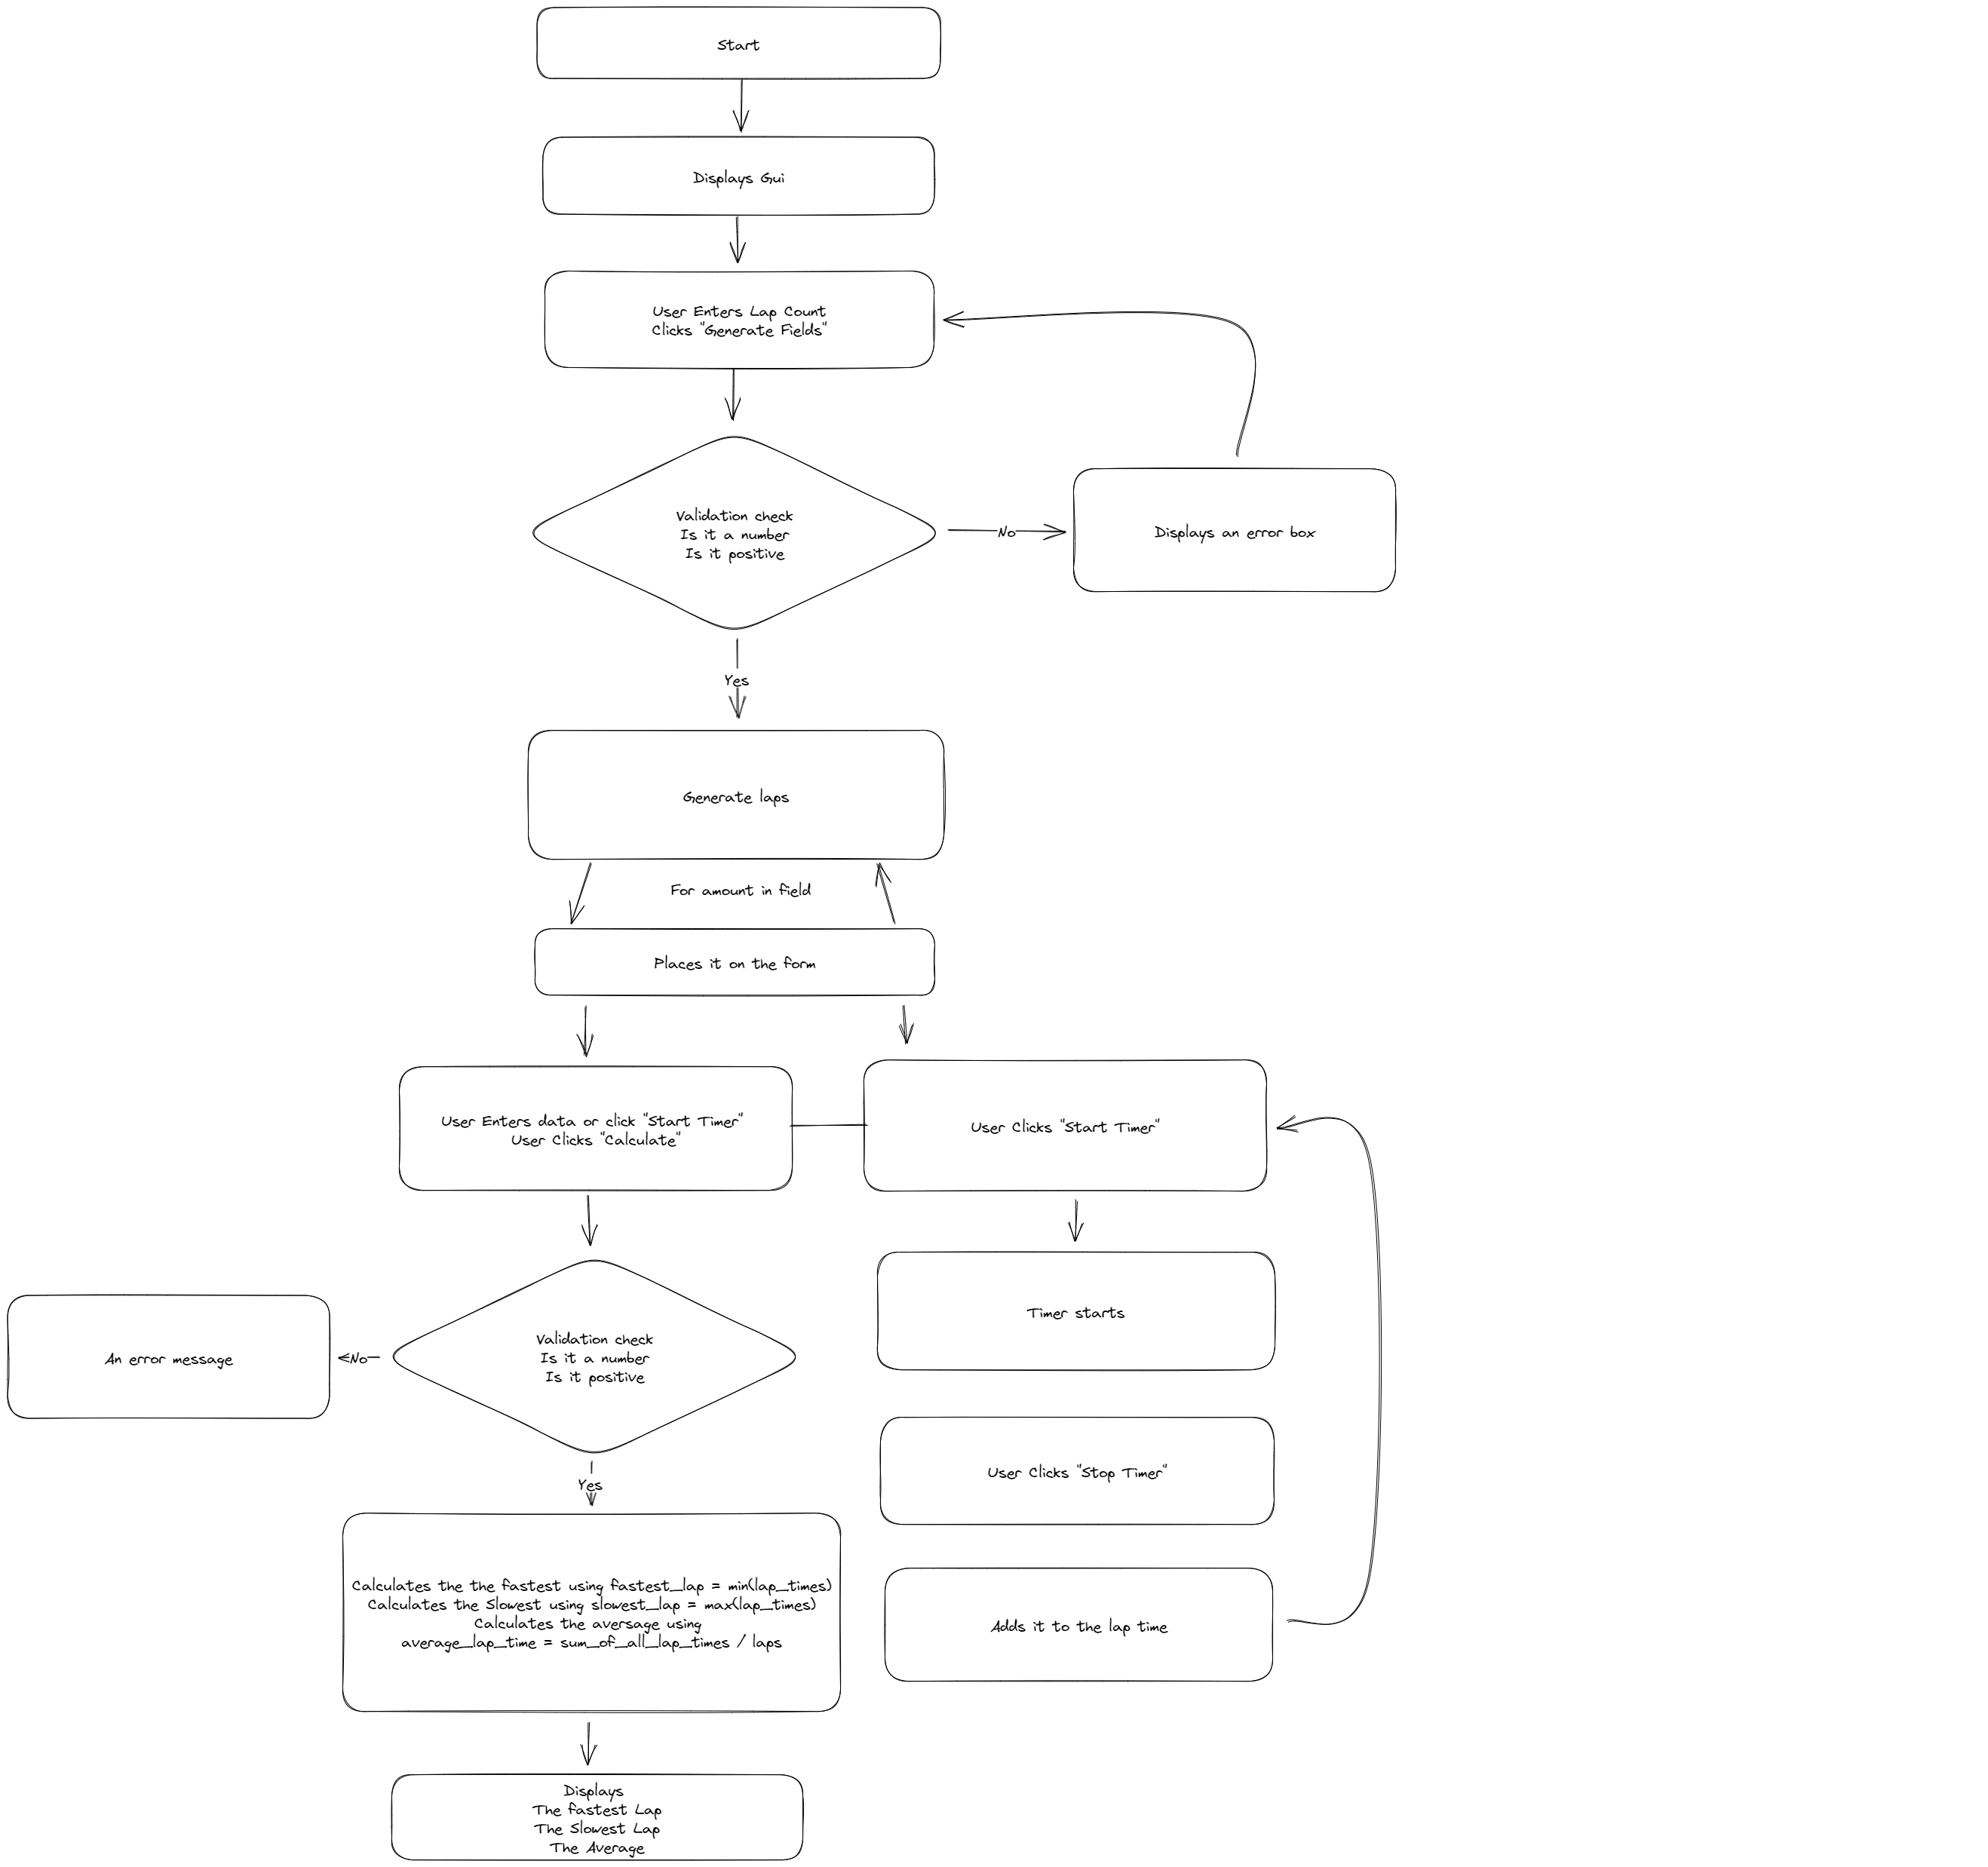 Start
Displays Gui
User Enters Lap Count
Clicks "Generate Fields"
Validation check
Is it a number
Is it positive
No
Displays an error box
Yes
Generate laps
For amount in field
Places it on the form
User Enters data or click "Start Timer"
User Clicks "Calculate"
User Clicks "Start Timer"
Timer starts
An error message
No
Validation check
Is it a number
Is it positive
User Clicks "Stop Timer"
Yes
Calculates the the fastest using fastest_lap = min(lap_times)
Calculates the Slowest using slowest_lap = max(lap_times)
Calculates the aversage using
average_lap_time = sum_of_all_lap_times / laps
Adds it to the lap time
Displays
The fastest Lap
The Slowest Lap
The Average